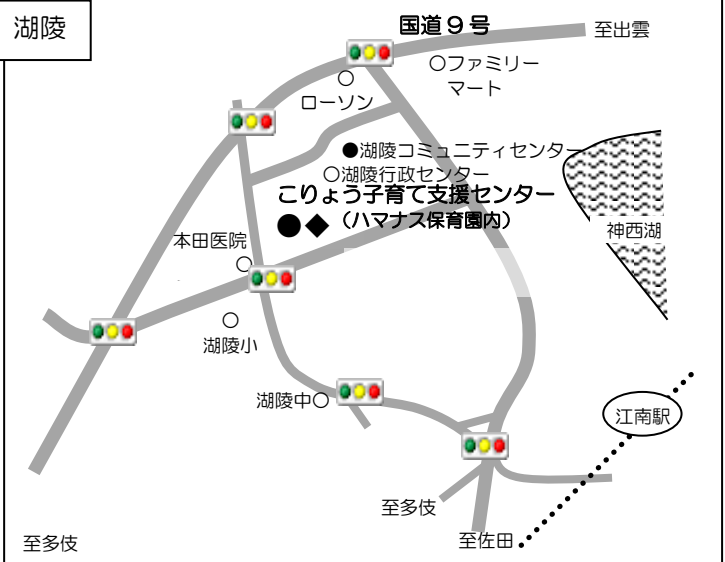 湖陵
国道9号
至出雲
○ファミリー
マート
○
ローソン
●湖陵コミュニティセンター
○湖陵行政センター
こりょう子育て支援センター
●◆（ハマナス保育園内）
神西湖
本田医院
○
○
湖陵小
湖陵中○
江南駅
至多伎
至佐田
至多伎